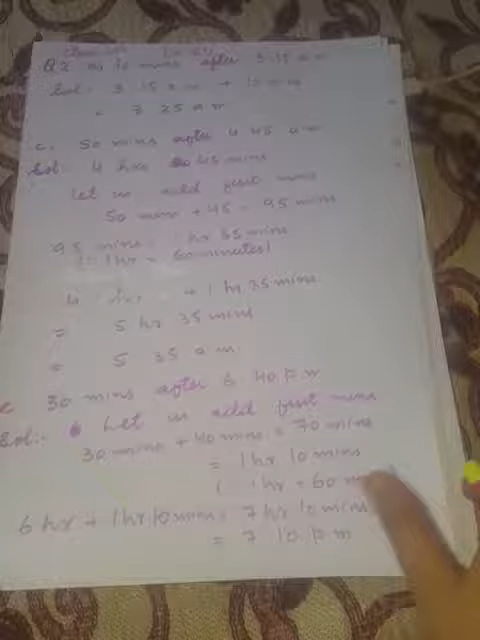 Q2 a) 10 mins after 3.15 a m
Sol:- 3.15 a m + 10 mins
= 3 25 a m
c. 50 mins after 4 45 a m
Sol:- 4 hrs 45 mins
Let us add first mins
50 mins + 45 = 95 mins
95 mins = 1 hr 35 mins
(∵ 1 hr = 60 minutes)
4 hr + 1 hr 35 mins
= 5 hr 35 mins
= 5 35 a m.
e 30 mins after 6 40 p m
Sol:- Let us add first mins
30 mins + 40 mins = 70 mins
= 1 hr 10 mins
( 1 hr = 60 m
6 hr + 1 hr 10 mins = 7 hr 10 mins
= 7 10 p m